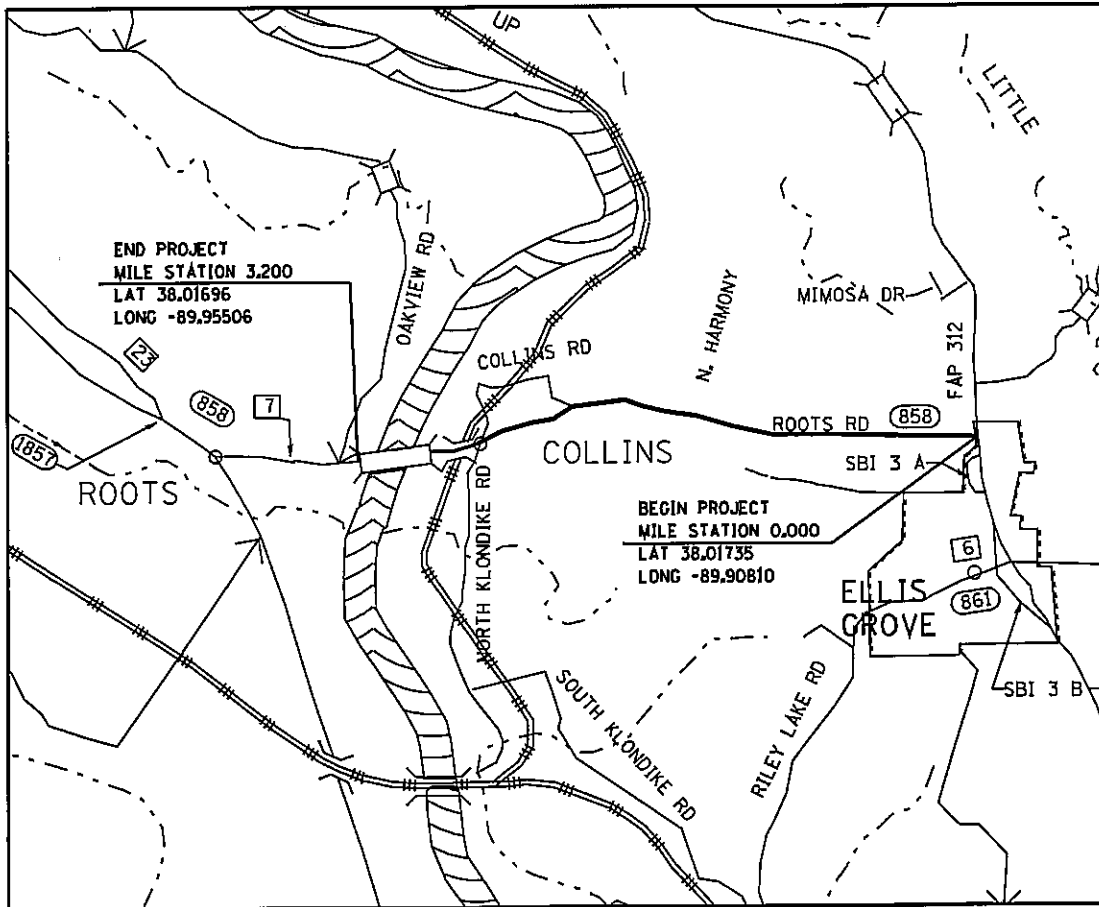 UP
LITTLE
END PROJECT
MILE STATION 3.200
LAT 38.01696
LONG -89.95506
OAKVIEW RD
MIMOSA DR
N. HARMONY
FAP 312
COLLINS RD
23
858
7
ROOTS RD
858
1857
ROOTS
COLLINS
SBI 3 A
BEGIN PROJECT
MILE STATION 0.000
LAT 38.01735
LONG -89.90810
NORTH KLONDIKE RD
6
ELLIS
GROVE
861
SOUTH KLONDIKE RD
RILEY LAKE RD
SBI 3 B